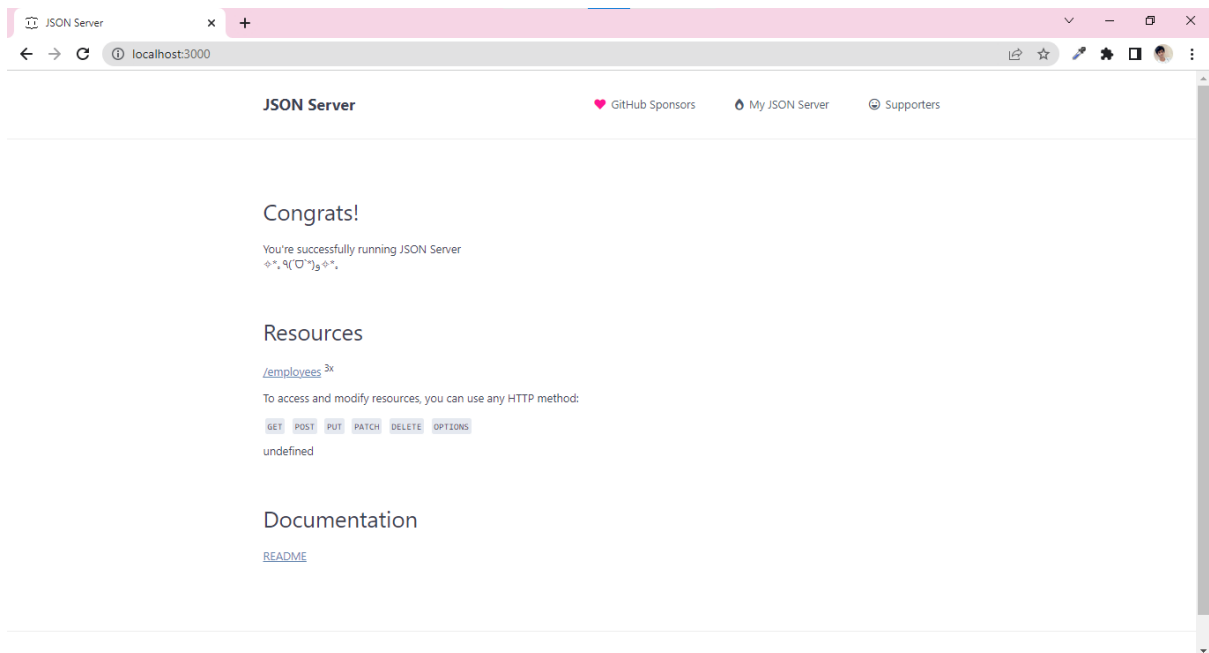 JSON Server
localhost:3000
JSON Server GitHub Sponsors My JSON Server Supporters
Congrats!
You're successfully running JSON Server
✧*｡٩(ˊᗜˋ*)و✧*｡
Resources
/employees 3x
To access and modify resources, you can use any HTTP method:
GET POST PUT PATCH DELETE OPTIONS
undefined
Documentation
README